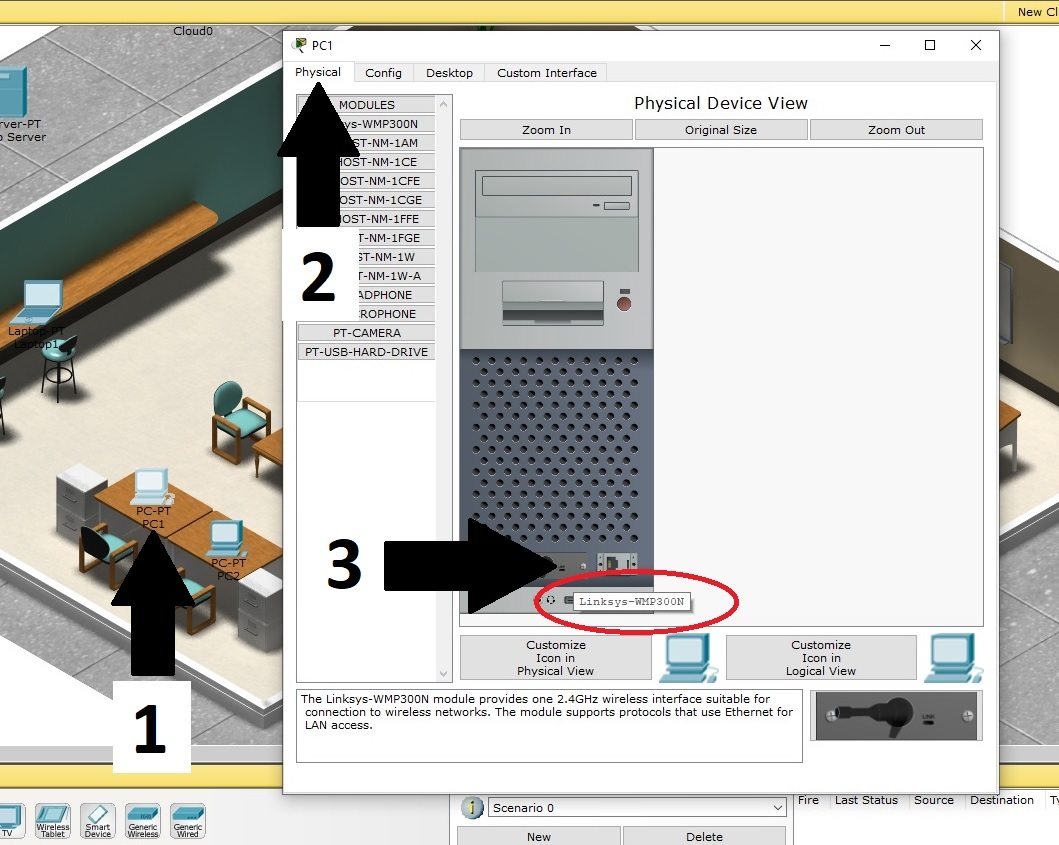 New Cl
Cloud0
PC1
Physical
Config
Desktop
Custom Interface
MODULES
sys-WMP300N
OST-NM-1AM
HOST-NM-1CE
OST-NM-1CFE
OST-NM-1CGE
OST-NM-1FFE
T-NM-1FGE
ST-NM-1W
T-NM-1W-A
ADPHONE
ROPHONE
PT-CAMERA
PT-USB-HARD-DRIVE
Physical Device View
Zoom In
Original Size
Zoom Out
Linksys-WMP300N
Customize
Icon in
Physical View
Customize
Icon in
Logical View
The Linksys-WMP300N module provides one 2.4GHz wireless interface suitable for
connection to wireless networks. The module supports protocols that use Ethernet for
LAN access.
LINK
rver-PT
o Server
Laptop-PT
Laptop1
PC-PT
PC1
PC-PT
PC2
1
2
3
TV
Wireless
Tablet
Smart
Device
Generic
Wireless
Generic
Wired
Scenario 0
New
Delete
Fire
Last Status
Source
Destination
Ty